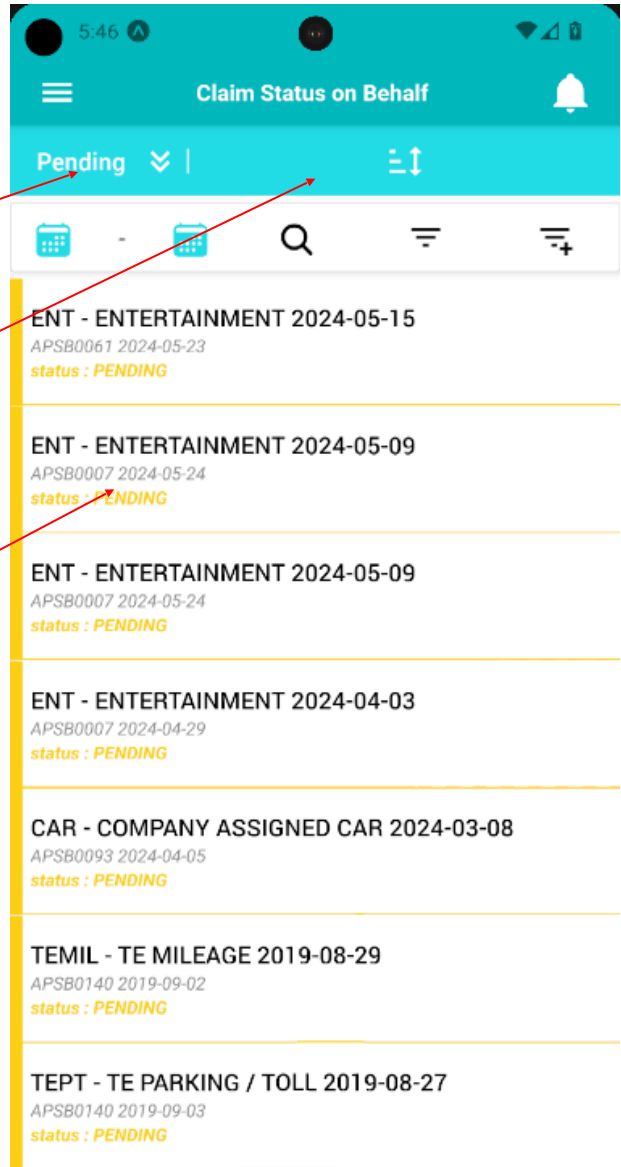 5:46
Claim Status on Behalf
Pending
-
ENT - ENTERTAINMENT 2024-05-15
APSB0061 2024-05-23
status : PENDING
ENT - ENTERTAINMENT 2024-05-09
APSB0007 2024-05-24
status : PENDING
ENT - ENTERTAINMENT 2024-05-09
APSB0007 2024-05-24
status : PENDING
ENT - ENTERTAINMENT 2024-04-03
APSB0007 2024-04-29
status : PENDING
CAR - COMPANY ASSIGNED CAR 2024-03-08
APSB0093 2024-04-05
status : PENDING
TEMIL - TE MILEAGE 2019-08-29
APSB0140 2019-09-02
status : PENDING
TEPT - TE PARKING / TOLL 2019-08-27
APSB0140 2019-09-03
status : PENDING